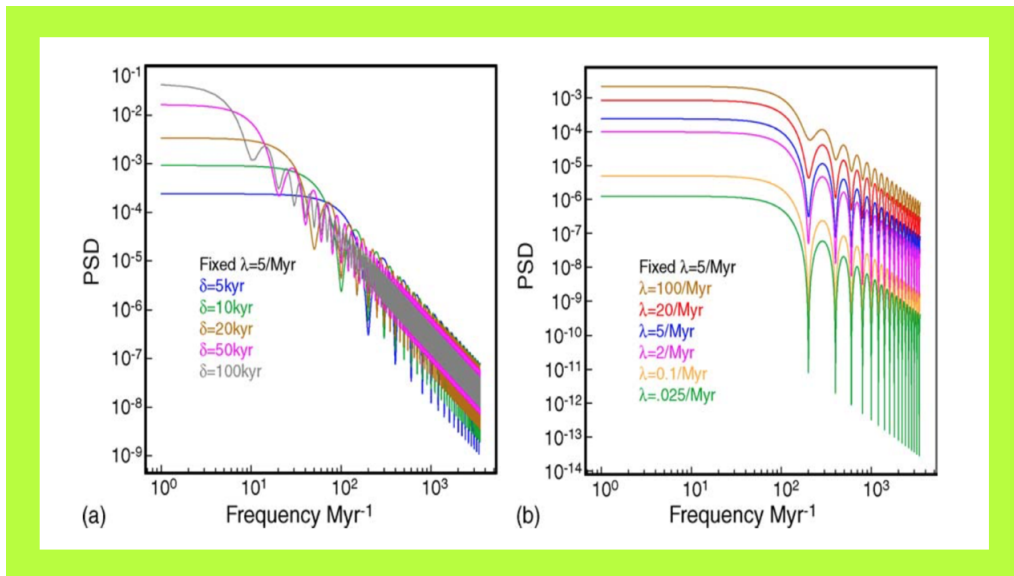 10⁻¹
10⁻²
10⁻³
10⁻⁴
10⁻⁵
10⁻⁶
10⁻⁷
10⁻⁸
10⁻⁹
PSD
Fixed λ=5/Myr
δ=5kyr
δ=10kyr
δ=20kyr
δ=50kyr
δ=100kyr
10⁰ 10¹ 10² 10³
(a) Frequency Myr⁻¹
10⁻³
10⁻⁴
10⁻⁵
10⁻⁶
10⁻⁷
10⁻⁸
10⁻⁹
10⁻¹⁰
10⁻¹¹
10⁻¹²
10⁻¹³
10⁻¹⁴
PSD
Fixed λ=5/Myr
λ=100/Myr
λ=20/Myr
λ=5/Myr
λ=2/Myr
λ=0.1/Myr
λ=.025/Myr
10⁰ 10¹ 10² 10³
(b) Frequency Myr⁻¹